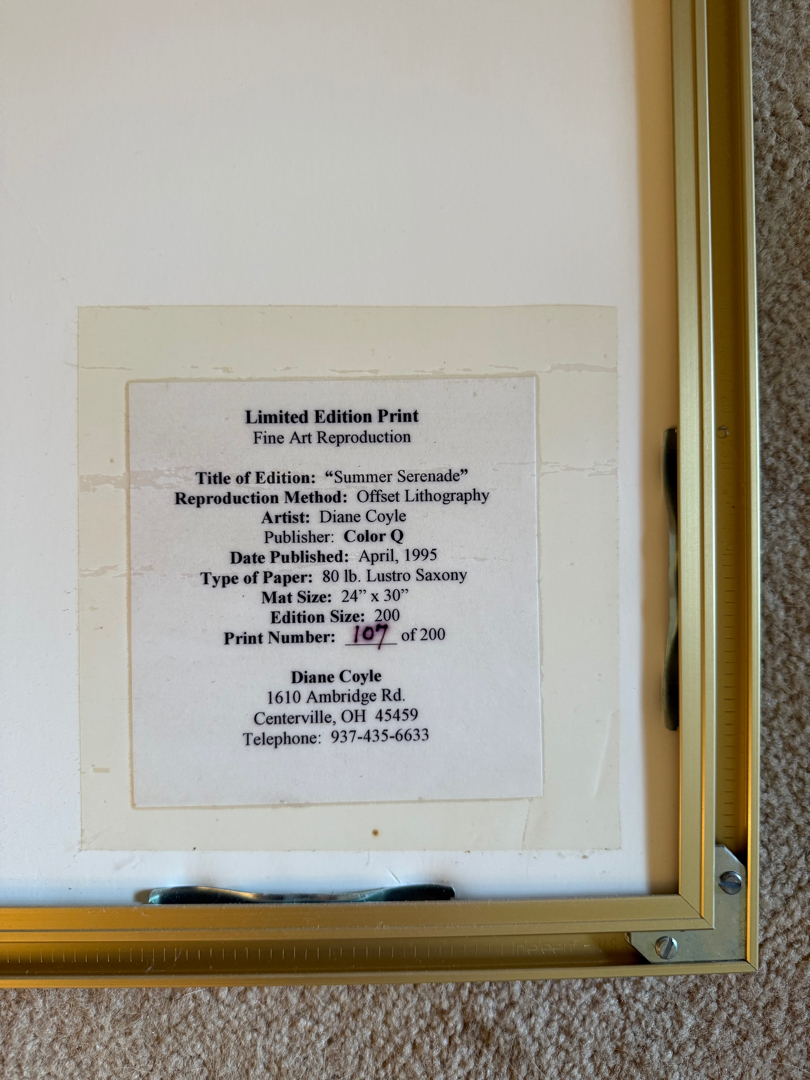 Limited Edition Print
Fine Art Reproduction
Title of Edition: “Summer Serenade”
Reproduction Method: Offset Lithography
Artist: Diane Coyle
Publisher: Color Q
Date Published: April, 1995
Type of Paper: 80 lb. Lustro Saxony
Mat Size: 24” x 30”
Edition Size: 200
Print Number: 107 of 200
Diane Coyle
1610 Ambridge Rd.
Centerville, OH 45459
Telephone: 937-435-6633